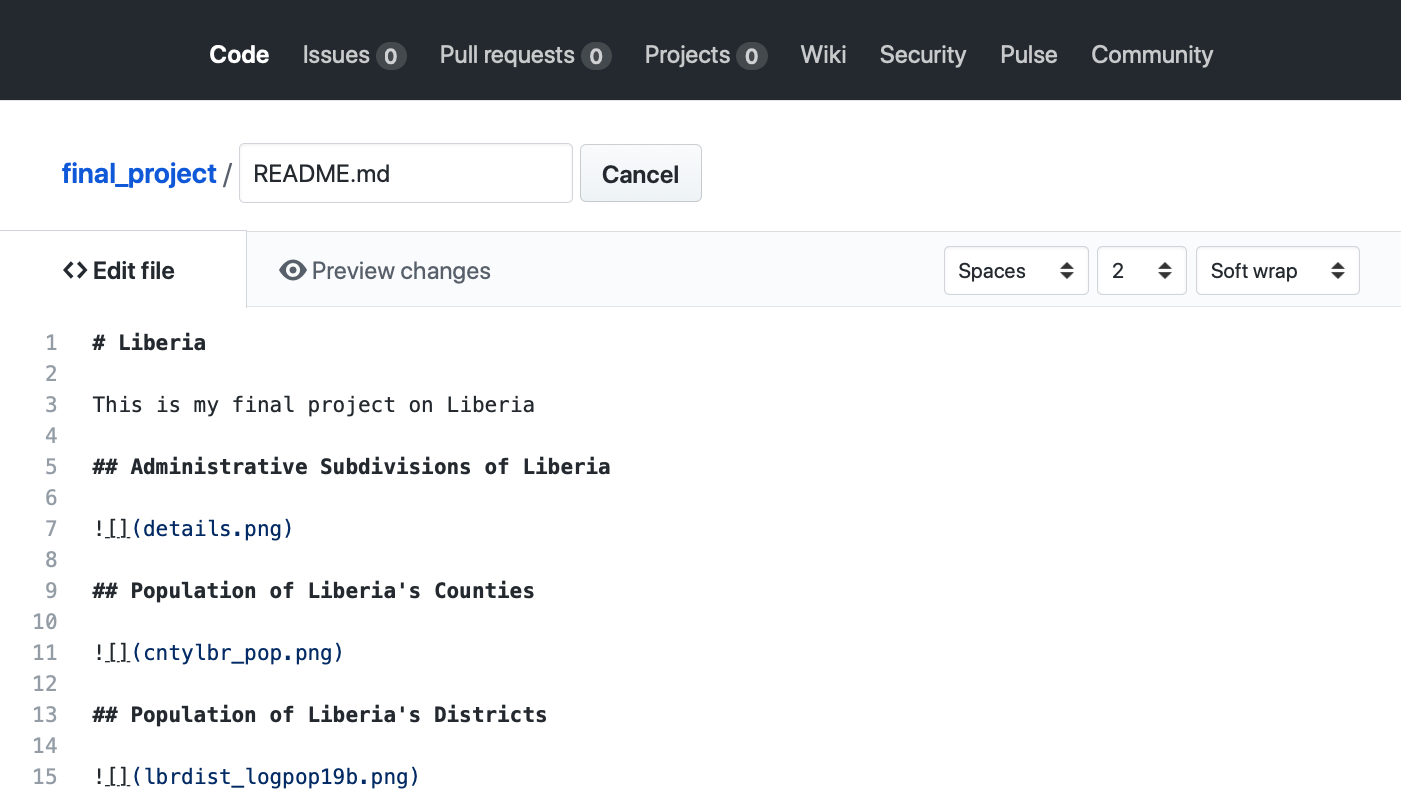 Code Issues 0 Pull requests 0 Projects 0 Wiki Security Pulse Community
final_project / README.md Cancel
<> Edit file Preview changes Spaces 2 Soft wrap
1 # Liberia
2
3 This is my final project on Liberia
4
5 ## Administrative Subdivisions of Liberia
6
7 ![](details.png)
8
9 ## Population of Liberia's Counties
10
11 ![](cntylbr_pop.png)
12
13 ## Population of Liberia's Districts
14
15 ![](lbrdist_logpop19b.png)